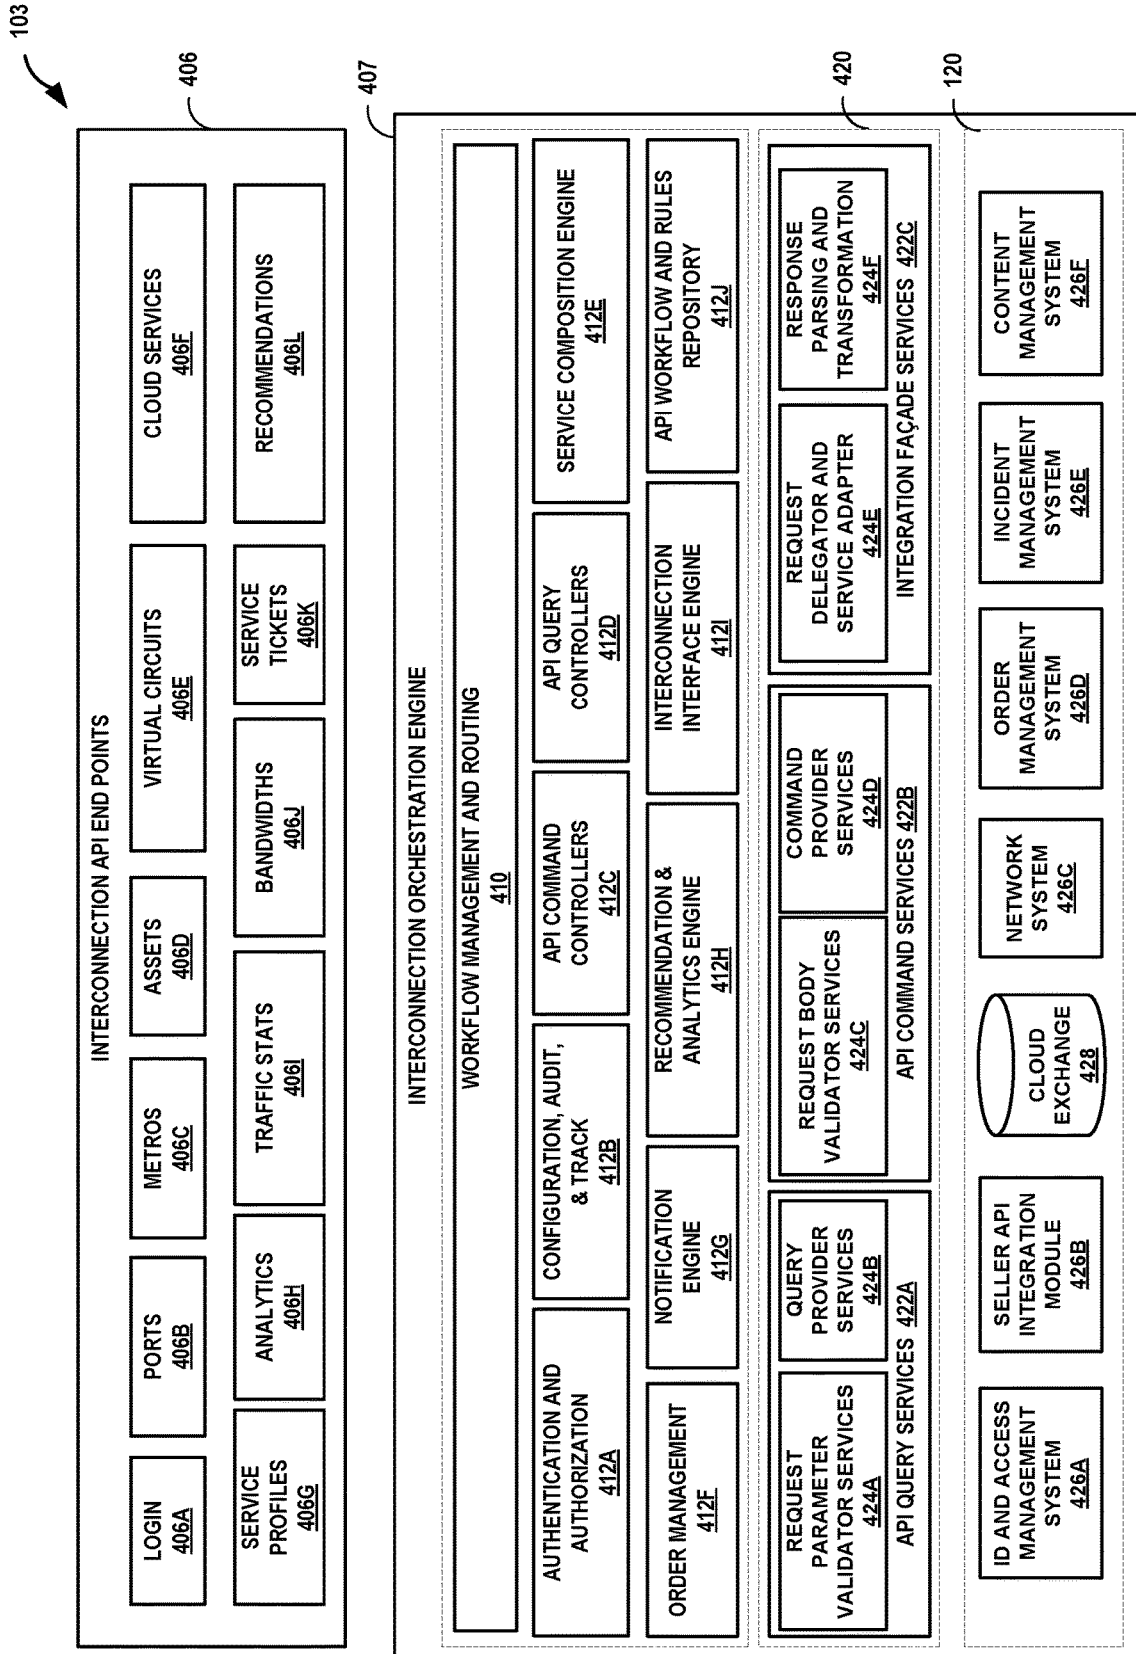 103
INTERCONNECTION API END POINTS
406
LOGIN
406A
PORTS
406B
METROS
406C
ASSETS
406D
VIRTUAL CIRCUITS
406E
CLOUD SERVICES
406F
SERVICE
PROFILES
406G
ANALYTICS
406H
TRAFFIC STATS
406I
BANDWIDTHS
406J
SERVICE
TICKETS
406K
RECOMMENDATIONS
406L
407
INTERCONNECTION ORCHESTRATION ENGINE
WORKFLOW MANAGEMENT AND ROUTING
410
AUTHENTICATION AND
AUTHORIZATION
412A
CONFIGURATION, AUDIT,
& TRACK
412B
API COMMAND
CONTROLLERS
412C
API QUERY
CONTROLLERS
412D
SERVICE COMPOSITION ENGINE
412E
ORDER MANAGEMENT
412F
NOTIFICATION
ENGINE
412G
RECOMMENDATION &
ANALYTICS ENGINE
412H
INTERCONNECTION
INTERFACE ENGINE
412I
API WORKFLOW AND RULES
REPOSITORY
412J
420
REQUEST
PARAMETER
VALIDATOR SERVICES
424A
QUERY
PROVIDER
SERVICES
424B
API QUERY SERVICES 422A
REQUEST BODY
VALIDATOR SERVICES
424C
COMMAND
PROVIDER
SERVICES
424D
API COMMAND SERVICES 422B
REQUEST
DELEGATOR AND
SERVICE ADAPTER
424E
RESPONSE
PARSING AND
TRANSFORMATION
424F
INTEGRATION FAÇADE SERVICES 422C
120
ID AND ACCESS
MANAGEMENT
SYSTEM
426A
SELLER API
INTEGRATION
MODULE
426B
CLOUD
EXCHANGE
428
NETWORK
SYSTEM
426C
ORDER
MANAGEMENT
SYSTEM
426D
INCIDENT
MANAGEMENT
SYSTEM
426E
CONTENT
MANAGEMENT
SYSTEM
426F